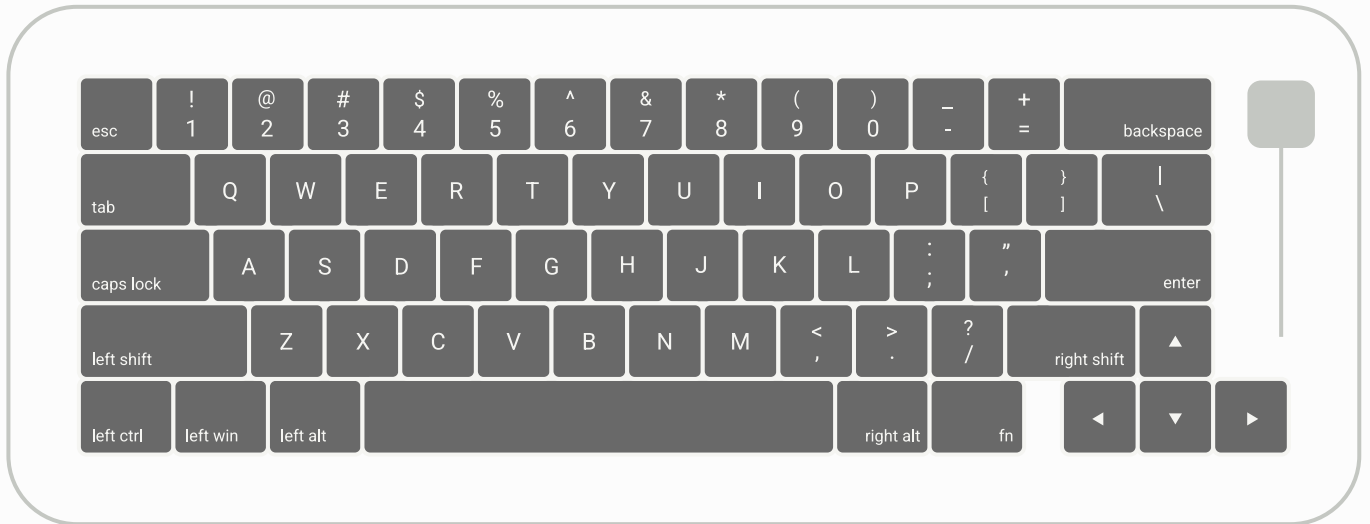 ! @ # $ % ^ & * ( ) _ +
esc 1 2 3 4 5 6 7 8 9 0 - = backspace
tab Q W E R T Y U I O P { } |
[ ] \
caps lock A S D F G H J K L : ” enter
; ’
left shift Z X C V B N M < > ? right shift ▲
, . /
left ctrl left win left alt right alt fn ◀ ▼ ▶